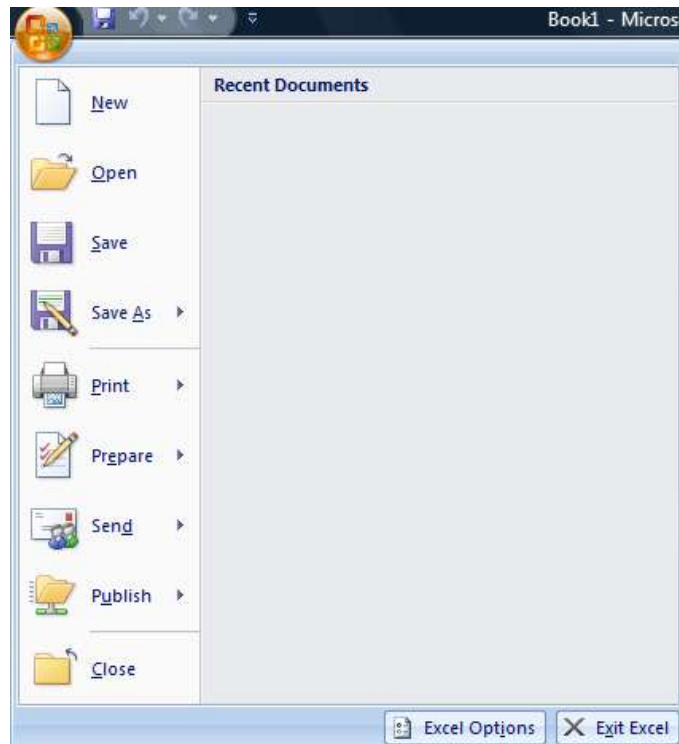 Book1 - Micros
Recent Documents
New
Open
Save
Save As
Print
Prepare
Send
Publish
Close
Excel Options
Exit Excel